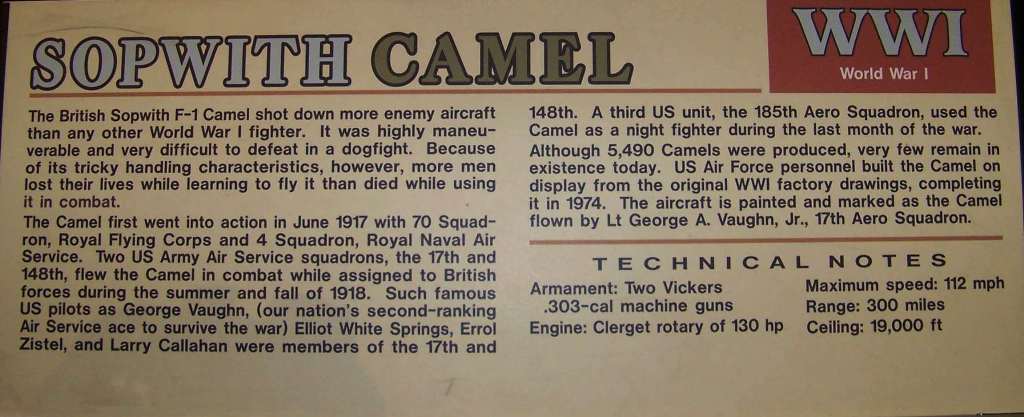 SOPWITH CAMEL
WWI
World War I
The British Sopwith F-1 Camel shot down more enemy aircraft
than any other World War I fighter. It was highly maneu-
verable and very difficult to defeat in a dogfight. Because
of its tricky handling characteristics, however, more men
lost their lives while learning to fly it than died while using
it in combat.
The Camel first went into action in June 1917 with 70 Squad-
ron, Royal Flying Corps and 4 Squadron, Royal Naval Air
Service. Two US Army Air Service squadrons, the 17th and
148th, flew the Camel in combat while assigned to British
forces during the summer and fall of 1918. Such famous
US pilots as George Vaughn, (our nation's second-ranking
Air Service ace to survive the war) Elliot White Springs, Errol
Zistel, and Larry Callahan were members of the 17th and
148th. A third US unit, the 185th Aero Squadron, used the
Camel as a night fighter during the last month of the war.
Although 5,490 Camels were produced, very few remain in
existence today. US Air Force personnel built the Camel on
display from the original WWI factory drawings, completing
it in 1974. The aircraft is painted and marked as the Camel
flown by Lt George A. Vaughn, Jr., 17th Aero Squadron.
TECHNICAL NOTES
Armament: Two Vickers
.303-cal machine guns
Engine: Clerget rotary of 130 hp
Maximum speed: 112 mph
Range: 300 miles
Ceiling: 19,000 ft